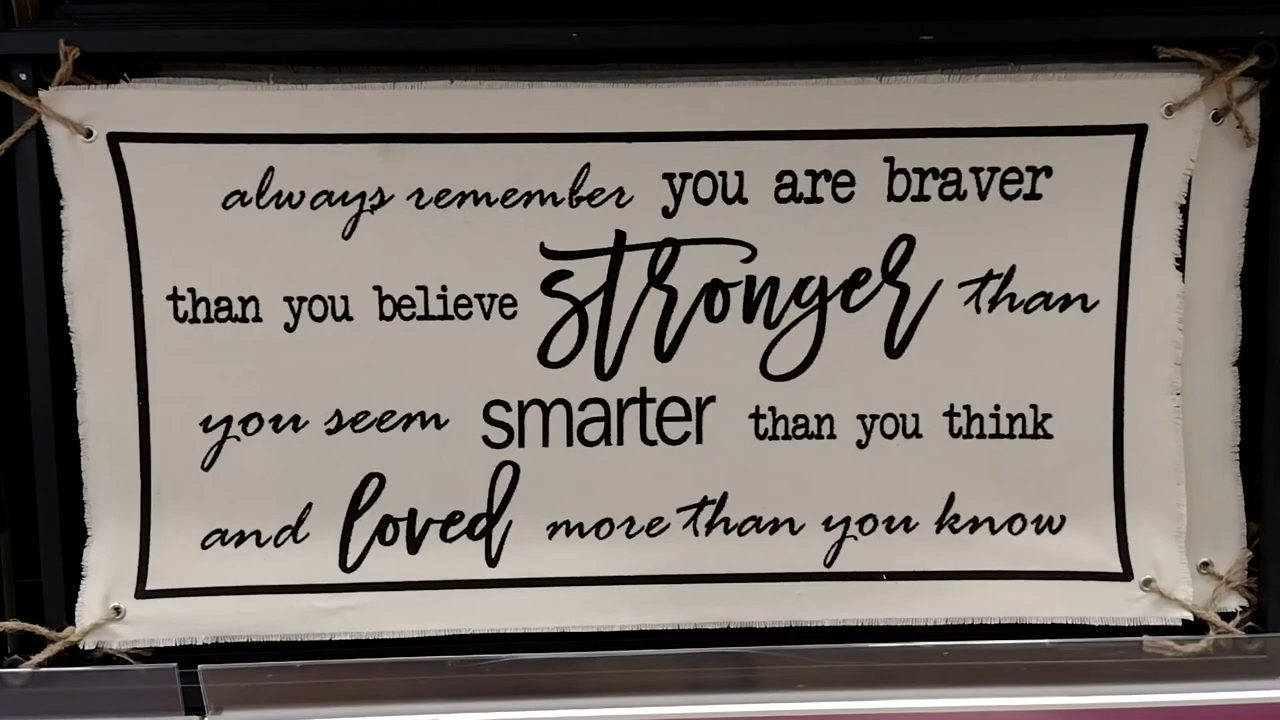 always remember you are braver
than you believe stronger than
you seem smarter than you think
and loved more than you know